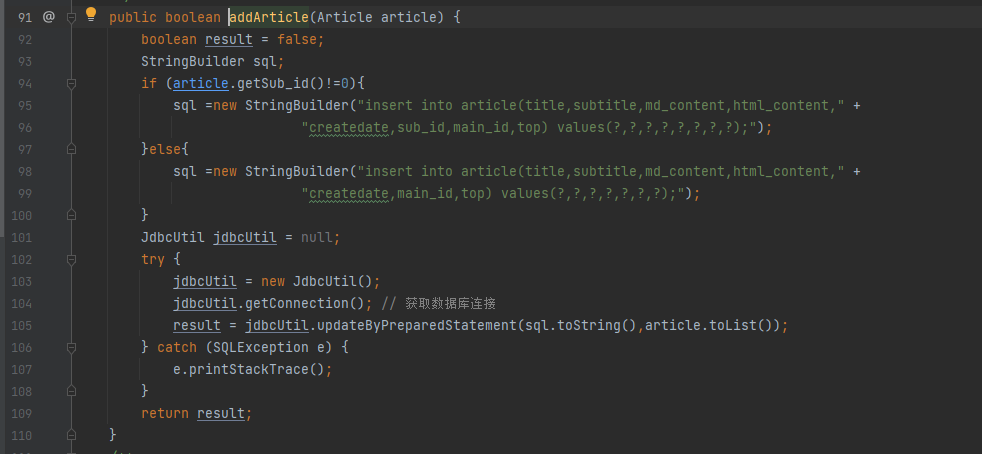 91 @ public boolean addArticle(Article article) {
92 boolean result = false;
93 StringBuilder sql;
94 if (article.getSub_id()!=0){
95 sql =new StringBuilder("insert into article(title,subtitle,md_content,html_content," +
96 "createdate,sub_id,main_id,top) values(?,?,?,?,?,?,?,?);");
97 }else{
98 sql =new StringBuilder("insert into article(title,subtitle,md_content,html_content," +
99 "createdate,main_id,top) values(?,?,?,?,?,?,?);");
100 }
101 JdbcUtil jdbcUtil = null;
102 try {
103 jdbcUtil = new JdbcUtil();
104 jdbcUtil.getConnection(); // 获取数据库连接
105 result = jdbcUtil.updateByPreparedStatement(sql.toString(),article.toList());
106 } catch (SQLException e) {
107 e.printStackTrace();
108 }
109 return result;
110 }